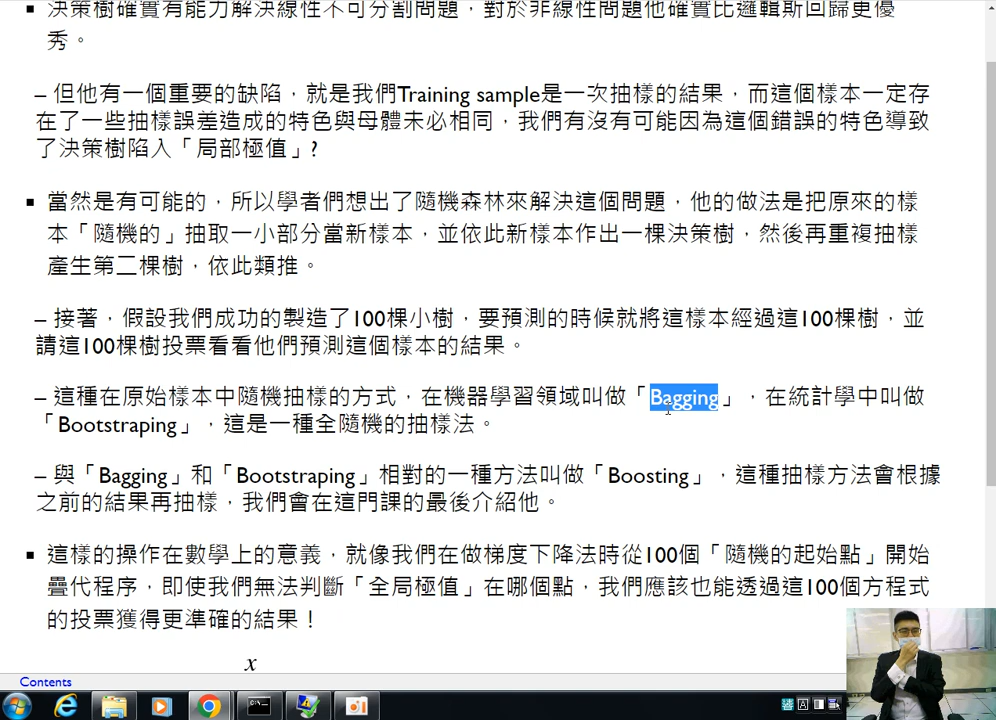 決策樹確實有能力解決線性不可分割問題，對於非線性問題他確實比邏輯斯回歸更優
秀。
– 但他有一個重要的缺陷，就是我們Training sample是一次抽樣的結果，而這個樣本一定存
在了一些抽樣誤差造成的特色與母體未必相同，我們有沒有可能因為這個錯誤的特色導致
了決策樹陷入「局部極值」?
當然是有可能的，所以學者們想出了隨機森林來解決這個問題，他的做法是把原來的樣
本「隨機的」抽取一小部分當新樣本，並依此新樣本作出一棵決策樹，然後再重複抽樣
產生第二棵樹，依此類推。
– 接著，假設我們成功的製造了100棵小樹，要預測的時候就將這樣本經過這100棵樹，並
請這100棵樹投票看看他們預測這個樣本的結果。
– 這種在原始樣本中隨機抽樣的方式，在機器學習領域叫做「Bagging」，在統計學中叫做
「Bootstraping」，這是一種全隨機的抽樣法。
– 與「Bagging」和「Bootstraping」相對的一種方法叫做「Boosting」，這種抽樣方法會根據
之前的結果再抽樣，我們會在這門課的最後介紹他。
這樣的操作在數學上的意義，就像我們在做梯度下降法時從100個「隨機的起始點」開始
疊代程序，即使我們無法判斷「全局極值」在哪個點，我們應該也能透過這100個方程式
的投票獲得更準確的結果！
x
Contents